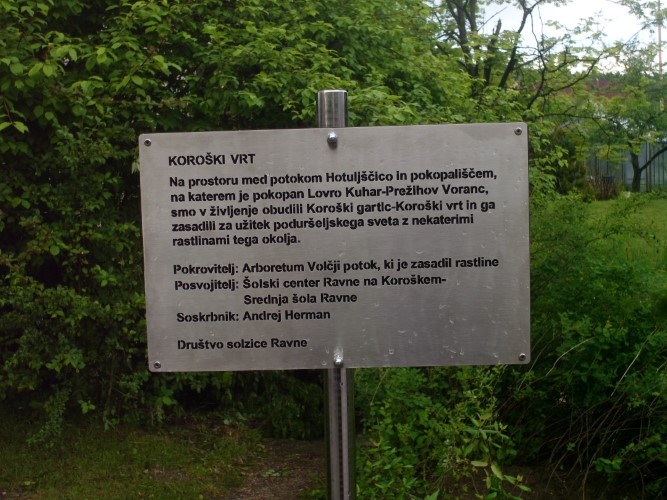 KOROŠKI VRT
Na prostoru med potokom Hotuljščico in pokopališčem,
na katerem je pokopan Lovro Kuhar-Prežihov Voranc,
smo v življenje obudili Koroški gartlc-Koroški vrt in ga
zasadili za užitek poduršeljskega sveta z nekaterimi
rastlinami tega okolja.
Pokrovitelj: Arboretum Volčji potok, ki je zasadil rastline
Posvojitelj: Šolski center Ravne na Koroškem-
Srednja šola Ravne
Soskrbnik: Andrej Herman
Društvo solzice Ravne